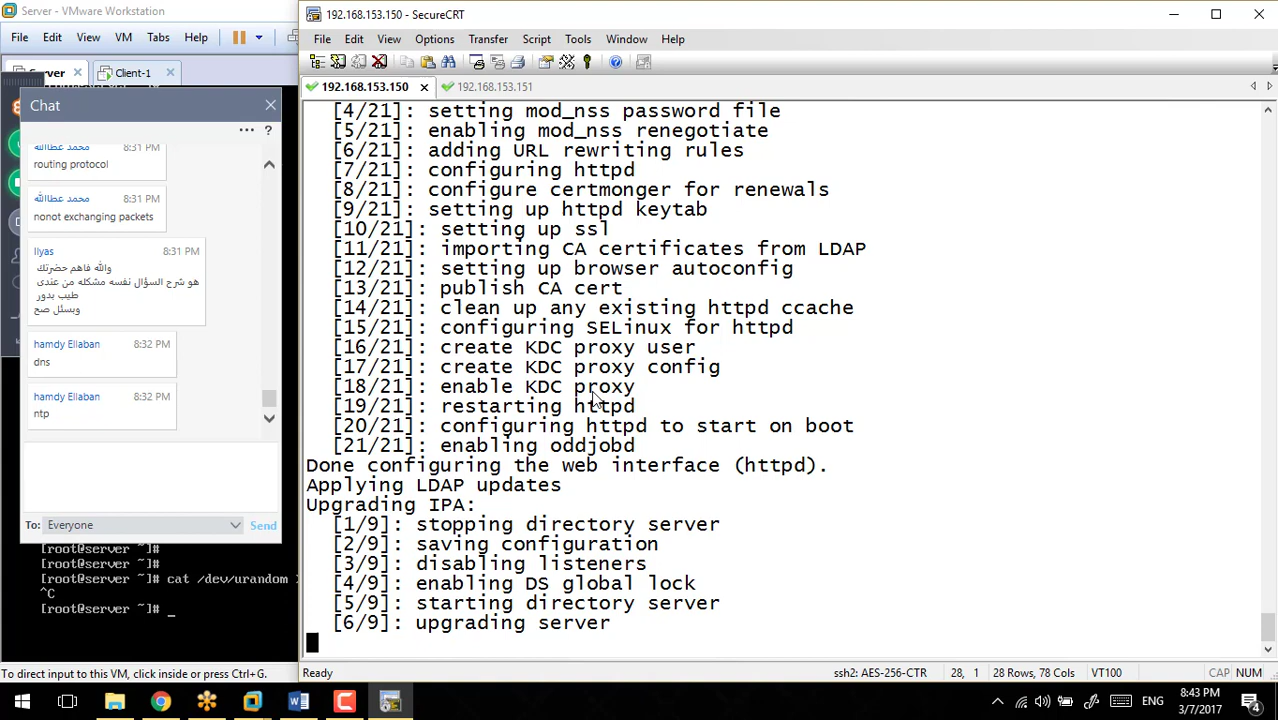 Server - VMware Workstation
File Edit View VM Tabs Help
Server Client-1
Chat
محمد عطاالله 8:31 PM
routing protocol
محمد عطاالله 8:31 PM
nonot exchanging packets
Ilyas 8:31 PM
والله فاهم حضرتك
هو شرح السؤال نفسه مشكله من عندى
طيب بدور
وبسئل صح
hamdy Ellaban 8:32 PM
dns
hamdy Ellaban 8:32 PM
ntp
To: Everyone Send
[root@server ~]#
[root@server ~]#
[root@server ~]# cat /dev/urandom
^C
[root@server ~]# _
To direct input to this VM, click inside or press Ctrl+G.
192.168.153.150 - SecureCRT
File Edit View Options Transfer Script Tools Window Help
192.168.153.150 192.168.153.151
[4/21]: setting mod_nss password file
[5/21]: enabling mod_nss renegotiate
[6/21]: adding URL rewriting rules
[7/21]: configuring httpd
[8/21]: configure certmonger for renewals
[9/21]: setting up httpd keytab
[10/21]: setting up ssl
[11/21]: importing CA certificates from LDAP
[12/21]: setting up browser autoconfig
[13/21]: publish CA cert
[14/21]: clean up any existing httpd ccache
[15/21]: configuring SELinux for httpd
[16/21]: create KDC proxy user
[17/21]: create KDC proxy config
[18/21]: enable KDC proxy
[19/21]: restarting httpd
[20/21]: configuring httpd to start on boot
[21/21]: enabling oddjobd
Done configuring the web interface (httpd).
Applying LDAP updates
Upgrading IPA:
[1/9]: stopping directory server
[2/9]: saving configuration
[3/9]: disabling listeners
[4/9]: enabling DS global lock
[5/9]: starting directory server
[6/9]: upgrading server
Ready ssh2: AES-256-CTR 28, 1 28 Rows, 78 Cols VT100 CAP NUM
ENG 8:43 PM
3/7/2017
4